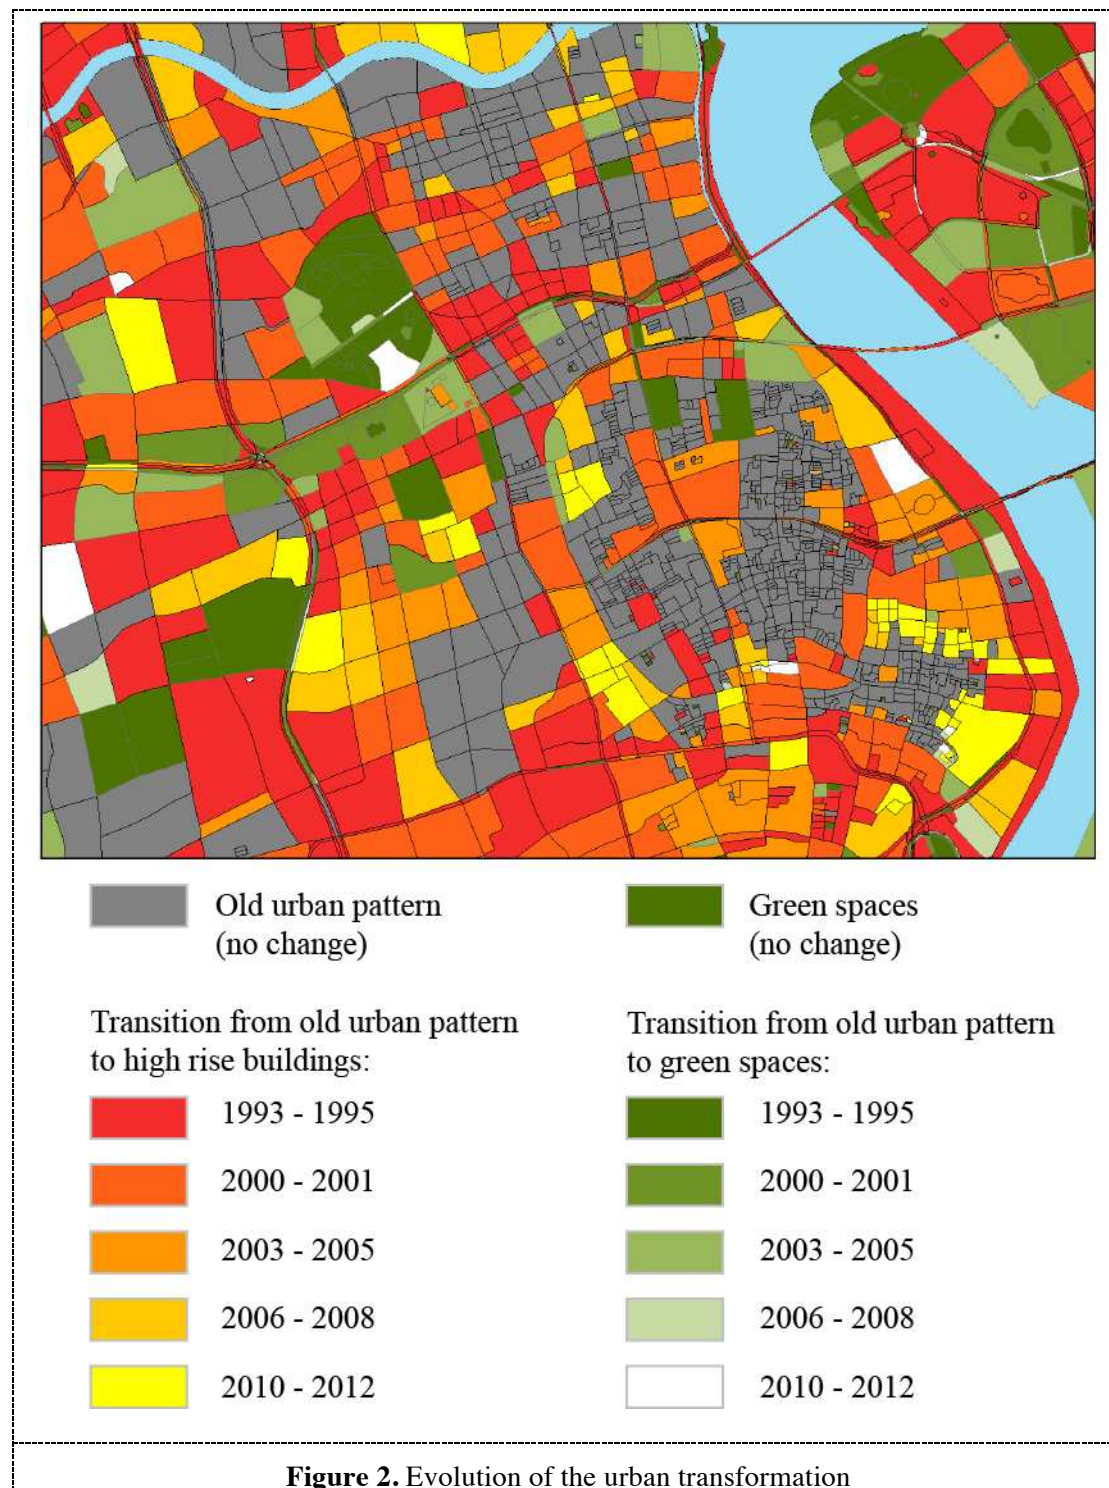 Old urban pattern
(no change)
Green spaces
(no change)
Transition from old urban pattern
to high rise buildings:
1993 - 1995
2000 - 2001
2003 - 2005
2006 - 2008
2010 - 2012
Transition from old urban pattern
to green spaces:
1993 - 1995
2000 - 2001
2003 - 2005
2006 - 2008
2010 - 2012
Figure 2. Evolution of the urban transformation